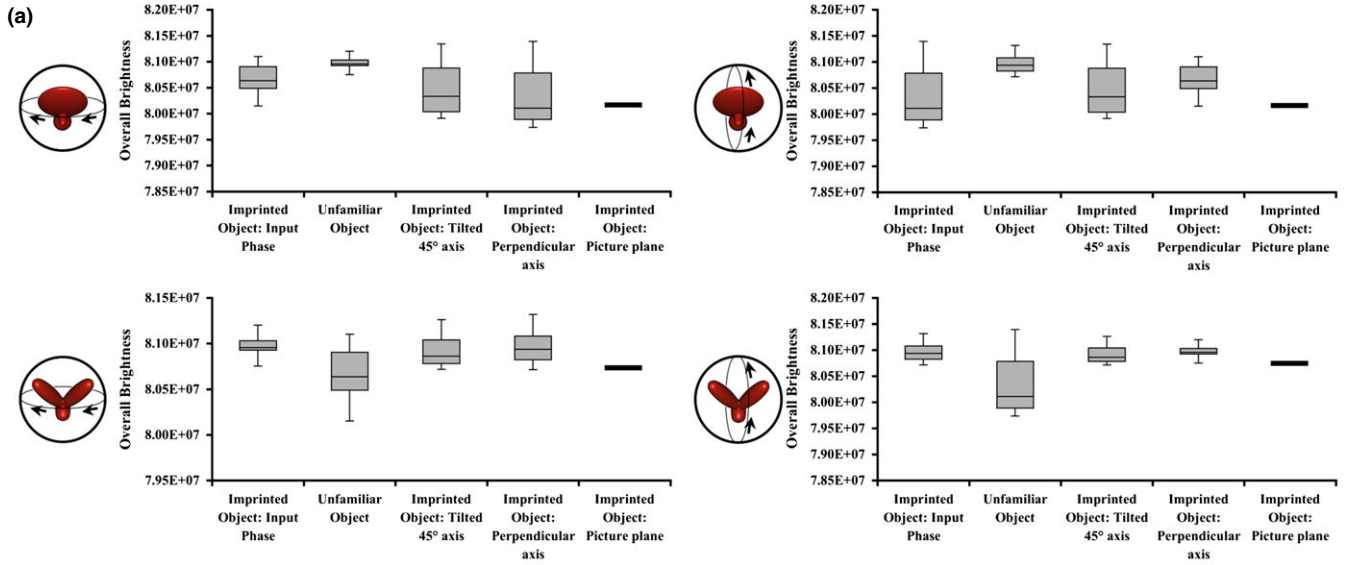 (a)
Overall Brightness
8.20E+07
8.15E+07
8.10E+07
8.05E+07
8.00E+07
7.95E+07
7.90E+07
7.85E+07
Imprinted
Object: Input
Phase
Unfamiliar
Object
Imprinted
Object: Tilted
45° axis
Imprinted
Object:
Perpendicular
axis
Imprinted
Object:
Picture plane
Overall Brightness
8.20E+07
8.15E+07
8.10E+07
8.05E+07
8.00E+07
7.95E+07
7.90E+07
7.85E+07
Imprinted
Object: Input
Phase
Unfamiliar
Object
Imprinted
Object: Tilted
45° axis
Imprinted
Object:
Perpendicular
axis
Imprinted
Object:
Picture plane
Overall Brightness
8.15E+07
8.10E+07
8.05E+07
8.00E+07
7.95E+07
Imprinted
Object: Input
Phase
Unfamiliar
Object
Imprinted
Object: Tilted
45° axis
Imprinted
Object:
Perpendicular
axis
Imprinted
Object:
Picture plane
Overall Brightness
8.20E+07
8.15E+07
8.10E+07
8.05E+07
8.00E+07
7.95E+07
7.90E+07
7.85E+07
Imprinted
Object: Input
Phase
Unfamiliar
Object
Imprinted
Object: Tilted
45° axis
Imprinted
Object:
Perpendicular
axis
Imprinted
Object:
Picture plane